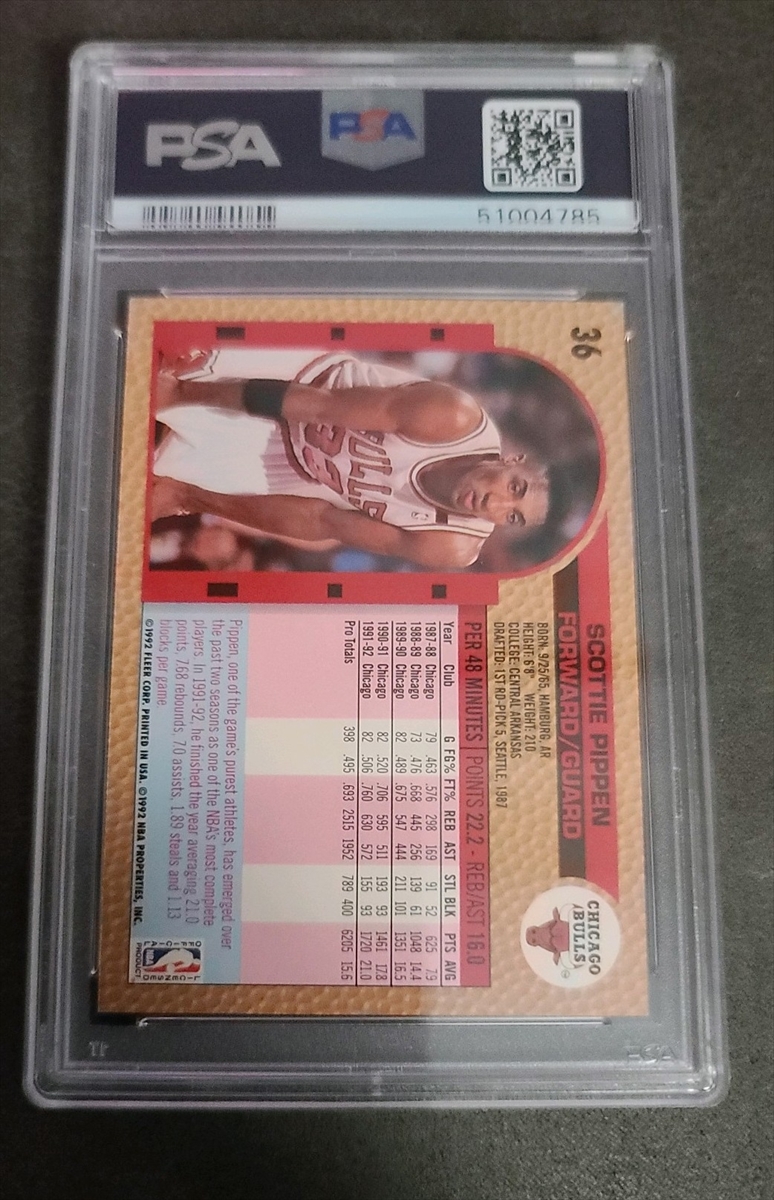 PSA
PSA
51004785
36
SCOTTIE PIPPEN
FORWARD/GUARD
BORN: 9/25/65, HAMBURG, AR
HEIGHT: 6'8" WEIGHT: 210
COLLEGE: CENTRAL ARKANSAS
DRAFTED: 1ST RD-PICK 5, SEATTLE, 1987
CHICAGO
BULLS
BULLS
33
PER 48 MINUTES | POINTS 22.2 - REB/AST 16.0
Year Club G FG% FT% REB AST STL BLK PTS AVG
1987-88 Chicago 79 .463 .576 298 169 91 52 625 7.9
1988-89 Chicago 73 .476 .668 445 256 139 61 1048 14.4
1989-90 Chicago 82 .489 .675 547 444 211 101 1351 16.5
1990-91 Chicago 82 .520 .706 595 511 193 93 1461 17.8
1991-92 Chicago 82 .506 .760 630 572 155 93 1720 21.0
Pro Totals 398 .495 .693 2515 1952 789 400 6205 15.6
Pippen, one of the game's purest athletes, has emerged over
the past two seasons as one of the NBA's most complete
players. In 1991-92, he finished the year averaging 21.0
points, 7.68 rebounds, 7.0 assists, 1.89 steals and 1.13
blocks per game.
©1992 FLEER CORP. PRINTED IN USA. ©1992 NBA PROPERTIES, INC.
OFFICIAL
LICENSED
NBA
PRODUCT
PSA